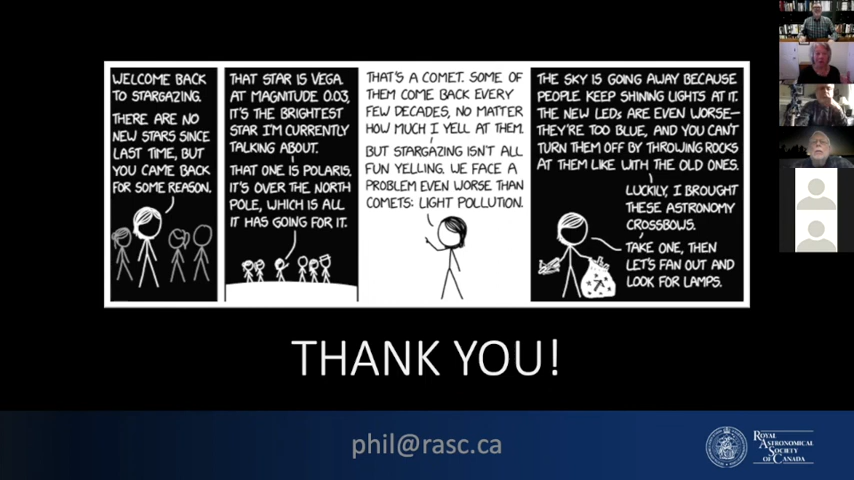 WELCOME BACK
TO STARGAZING.
THERE ARE NO
NEW STARS SINCE
LAST TIME, BUT
YOU CAME BACK
FOR SOME REASON.
THAT STAR IS VEGA.
AT MAGNITUDE 0.03,
IT'S THE BRIGHTEST
STAR I'M CURRENTLY
TALKING ABOUT.
THAT ONE IS POLARIS.
IT'S OVER THE NORTH
POLE, WHICH IS ALL
IT HAS GOING FOR IT.
THAT'S A COMET. SOME OF
THEM COME BACK EVERY
FEW DECADES, NO MATTER
HOW MUCH I YELL AT THEM.
BUT STARGAZING ISN'T ALL
FUN YELLING. WE FACE A
PROBLEM EVEN WORSE THAN
COMETS: LIGHT POLLUTION.
THE SKY IS GOING AWAY BECAUSE
PEOPLE KEEP SHINING LIGHTS AT IT.
THE NEW LEDs ARE EVEN WORSE—
THEY'RE TOO BLUE, AND YOU CAN'T
TURN THEM OFF BY THROWING ROCKS
AT THEM LIKE WITH THE OLD ONES.
LUCKILY, I BROUGHT
THESE ASTRONOMY
CROSSBOWS.
TAKE ONE, THEN
LET'S FAN OUT AND
LOOK FOR LAMPS.
THANK YOU!
phil@rasc.ca
ROYAL
ASTRONOMICAL
SOCIETY
OF CANADA